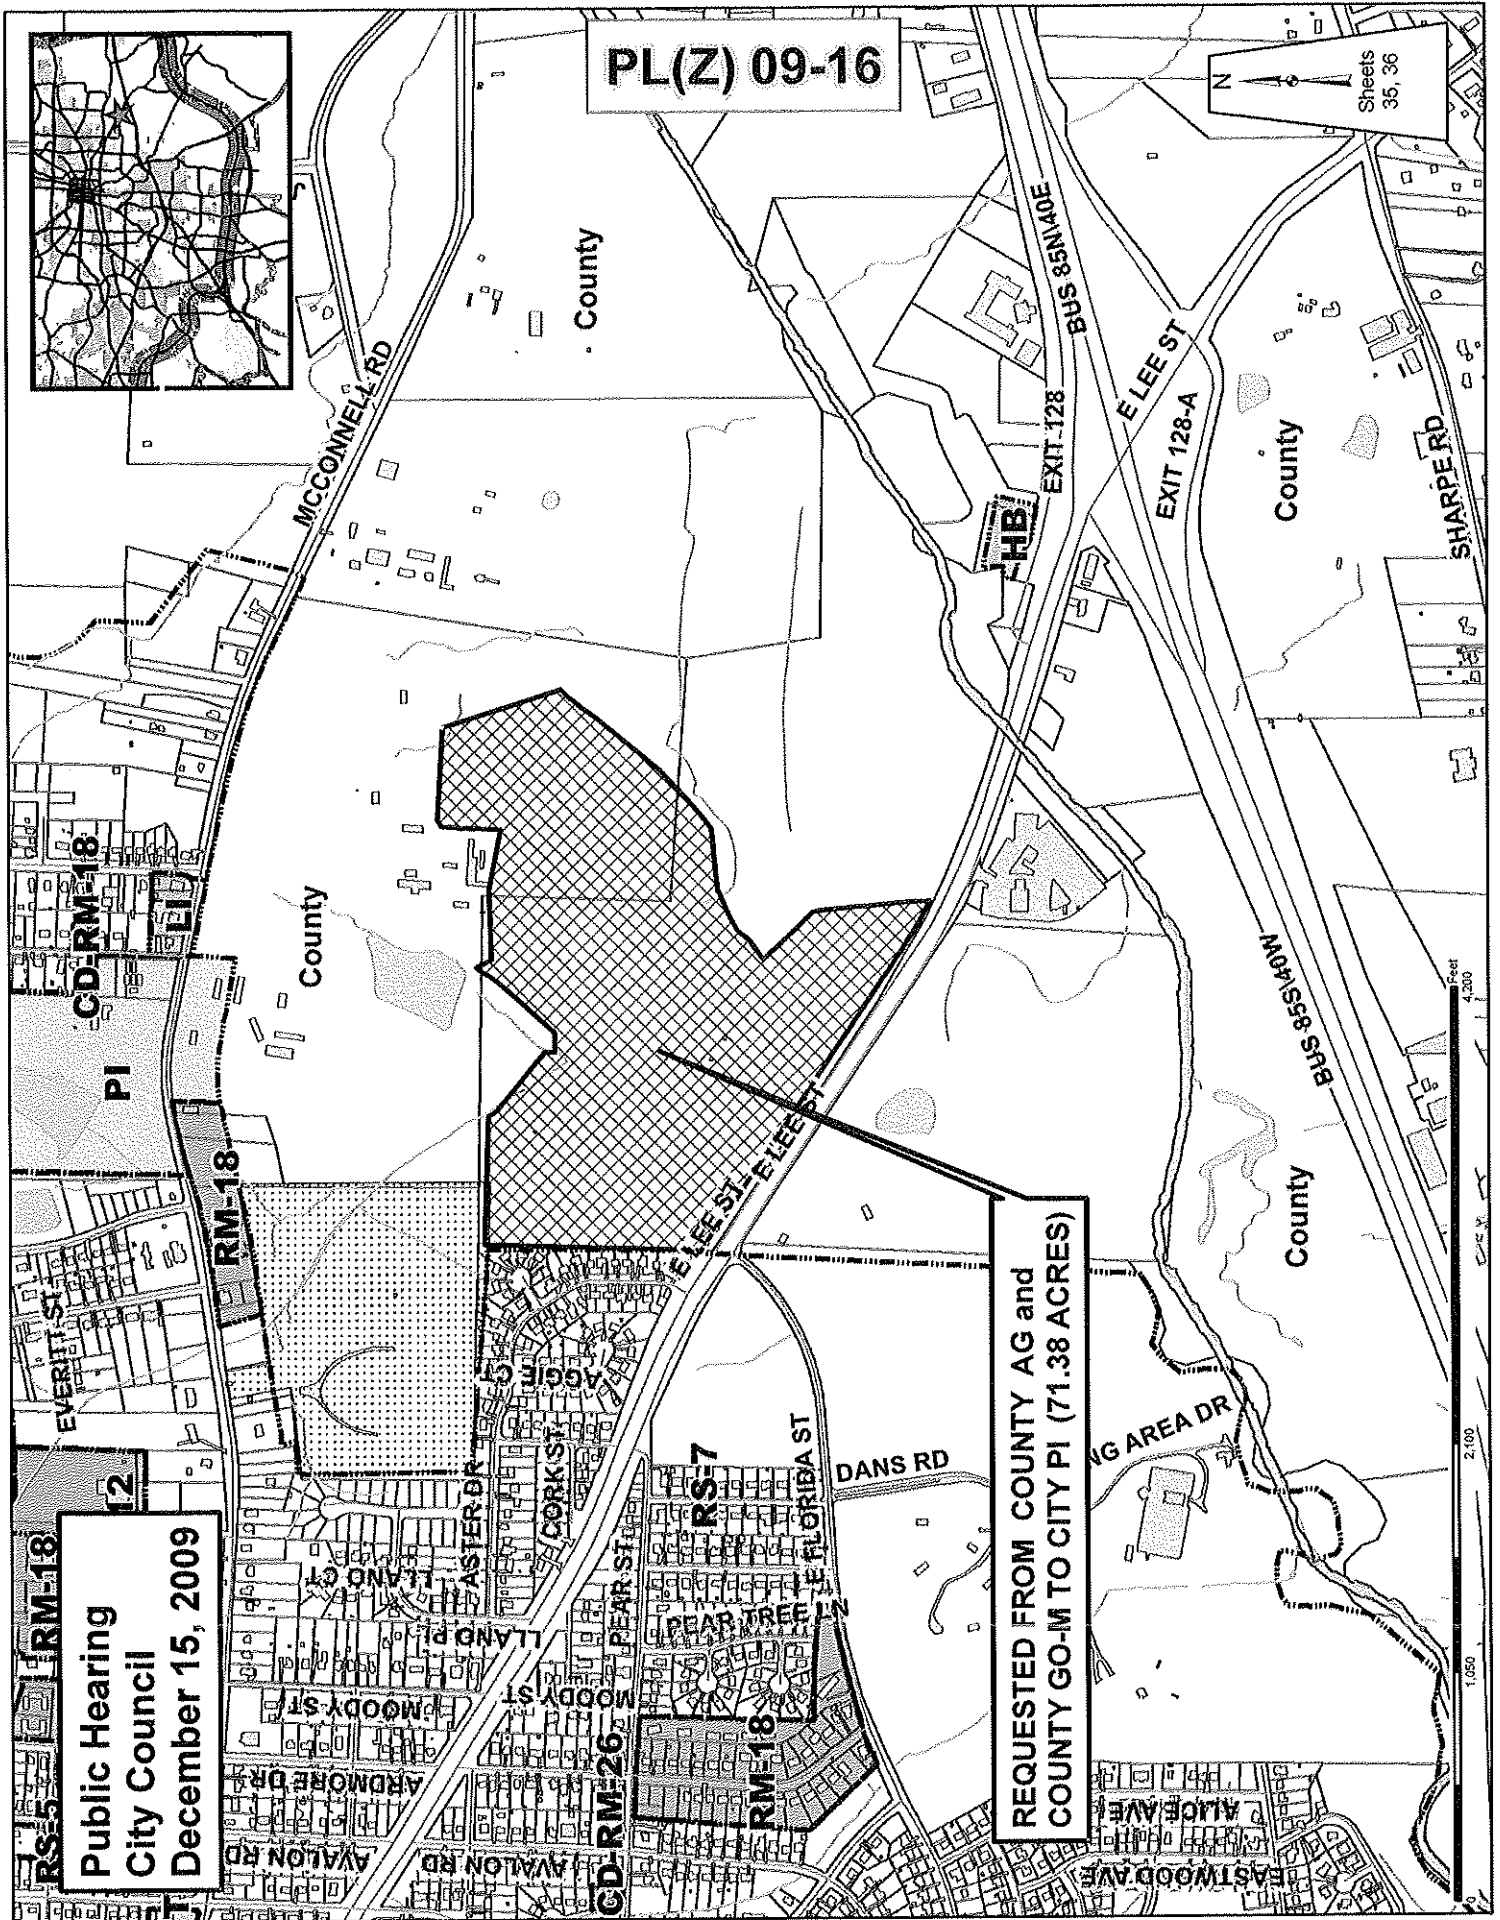 PL(Z) 09-16
N
Sheets
35, 36
Public Hearing
City Council
December 15, 2009
REQUESTED FROM COUNTY AG and
COUNTY GO-M TO CITY PI (71.38 ACRES)
RS-5
RM-18
12
EVERITT ST
RM-18
PI
CD-RM-18
LI
MCCONNELL RD
County
County
ARDMORE DR
AVALON RD
MOODY ST
LLANO CT
LLANO PL
ASTER DR
CORK ST
AGGIE CT
AVALON RD
MOODY ST
PEAR ST
CD-RM-26
RS-7
PEAR TREE LN
RM-18
E FLORIDA ST
DANS RD
NG AREA DR
E LEE ST
E LEE ST
HB
EXIT 128
BUS 85N\40E
E LEE ST
EXIT 128-A
County
SHARPE RD
BUS 85S\40W
County
ALICE AVE
EASTWOOD AVE
0
1,050
2,100
4,200
Feet